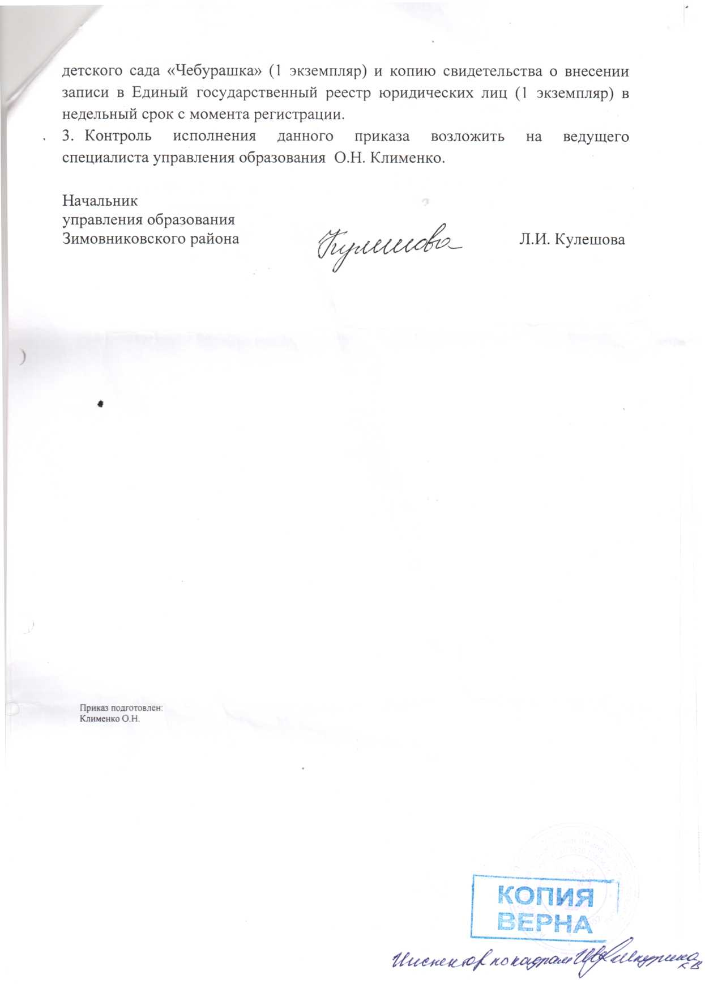 детского сада «Чебурашка» (1 экземпляр) и копию свидетельства о внесении
записи в Единый государственный реестр юридических лиц (1 экземпляр) в
недельный срок с момента регистрации.
3. Контроль исполнения данного приказа возложить на ведущего
специалиста управления образования О.Н. Клименко.
Начальник
управления образования
Зимовниковского района Кулешова Л.И. Кулешова
Приказ подготовлен:
Клименко О.Н.
КОПИЯ
ВЕРНА
Инспектор по кадрам